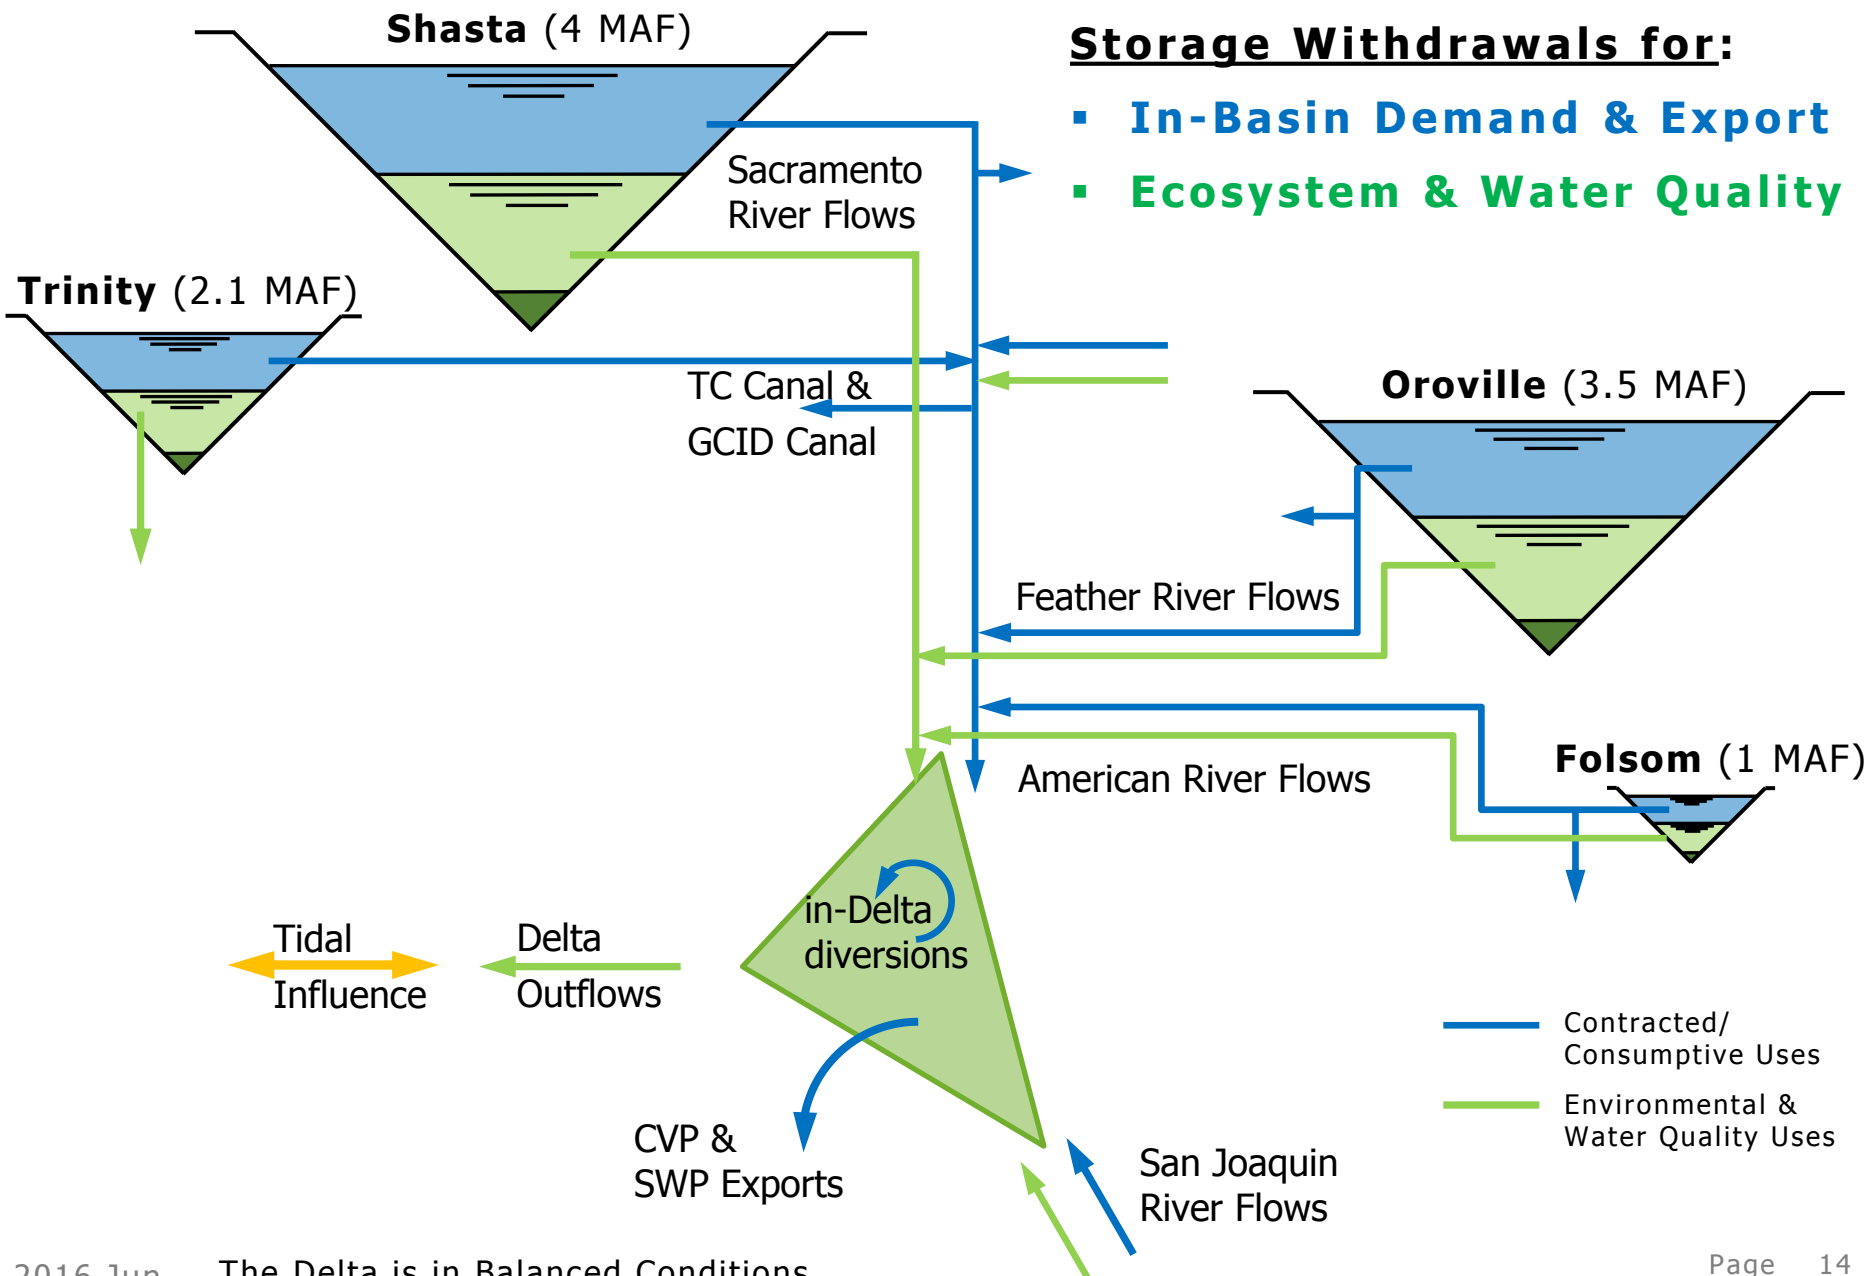 Shasta (4 MAF)
Storage Withdrawals for:
▪ In-Basin Demand & Export
▪ Ecosystem & Water Quality
Sacramento
River Flows
Trinity (2.1 MAF)
TC Canal &
GCID Canal
Oroville (3.5 MAF)
Feather River Flows
Folsom (1 MAF)
American River Flows
in-Delta
diversions
Tidal
Influence
Delta
Outflows
CVP &
SWP Exports
San Joaquin
River Flows
Contracted/
Consumptive Uses
Environmental &
Water Quality Uses
2016 Jun
The Delta is in Balanced Conditions
Page 14